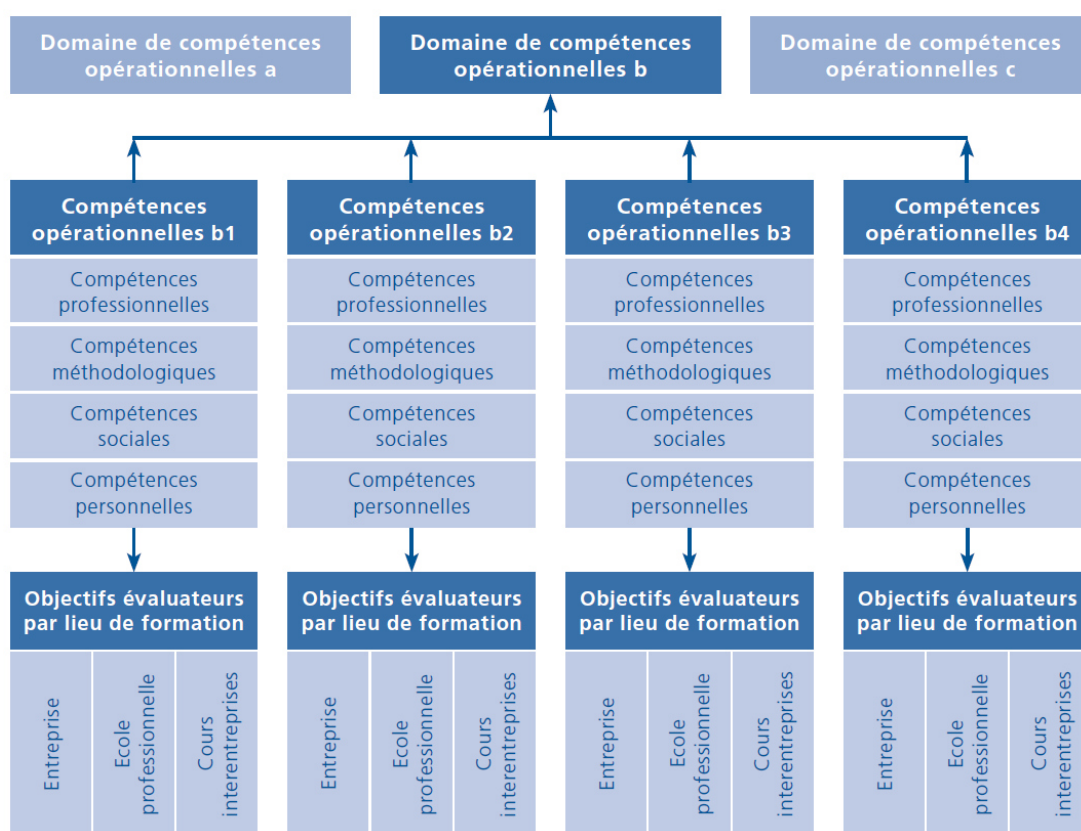 Domaine de compétences
opérationnelles a
Domaine de compétences
opérationnelles b
Domaine de compétences
opérationnelles c
Compétences
opérationnelles b1
Compétences
professionnelles
Compétences
méthodologiques
Compétences
sociales
Compétences
personnelles
Objectifs évaluateurs
par lieu de formation
Entreprise
Ecole
professionnelle
Cours
interentreprises
Compétences
opérationnelles b2
Compétences
professionnelles
Compétences
méthodologiques
Compétences
sociales
Compétences
personnelles
Objectifs évaluateurs
par lieu de formation
Entreprise
Ecole
professionnelle
Cours
interentreprises
Compétences
opérationnelles b3
Compétences
professionnelles
Compétences
méthodologiques
Compétences
sociales
Compétences
personnelles
Objectifs évaluateurs
par lieu de formation
Entreprise
Ecole
professionnelle
Cours
interentreprises
Compétences
opérationnelles b4
Compétences
professionnelles
Compétences
méthodologiques
Compétences
sociales
Compétences
personnelles
Objectifs évaluateurs
par lieu de formation
Entreprise
Ecole
professionnelle
Cours
interentreprises